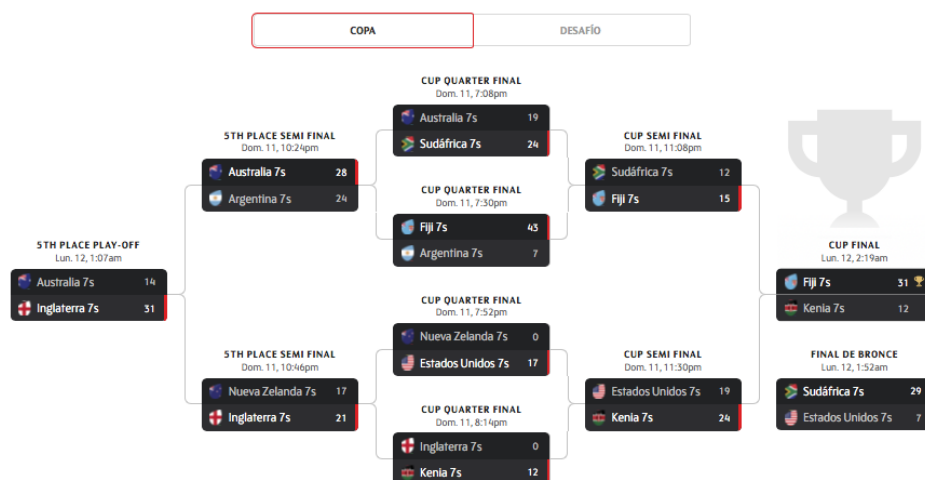 COPA
DESAFÍO
CUP QUARTER FINAL
Dom. 11, 7:08pm
Australia 7s 19
Sudáfrica 7s 24
5TH PLACE SEMI FINAL
Dom. 11, 10:24pm
Australia 7s 28
Argentina 7s 24
CUP SEMI FINAL
Dom. 11, 11:08pm
Sudáfrica 7s 12
Fiji 7s 15
CUP QUARTER FINAL
Dom. 11, 7:30pm
Fiji 7s 43
Argentina 7s 7
5TH PLACE PLAY-OFF
Lun. 12, 1:07am
Australia 7s 14
Inglaterra 7s 31
CUP FINAL
Lun. 12, 2:19am
Fiji 7s 31
Kenia 7s 12
CUP QUARTER FINAL
Dom. 11, 7:52pm
Nueva Zelanda 7s 0
Estados Unidos 7s 17
5TH PLACE SEMI FINAL
Dom. 11, 10:46pm
Nueva Zelanda 7s 17
Inglaterra 7s 21
CUP SEMI FINAL
Dom. 11, 11:30pm
Estados Unidos 7s 19
Kenia 7s 24
FINAL DE BRONCE
Lun. 12, 1:52am
Sudáfrica 7s 29
Estados Unidos 7s 7
CUP QUARTER FINAL
Dom. 11, 8:14pm
Inglaterra 7s 0
Kenia 7s 12